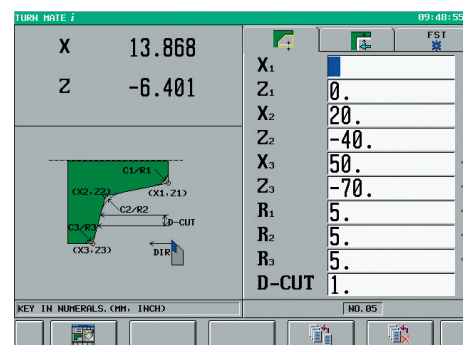 TURN MATE i 09:48:55
X 13.868
Z -6.401
FST
X1
Z1 0.
X2 20.
Z2 -40.
X3 50.
Z3 -70.
R1 5.
R2 5.
R3 5.
D-CUT 1.
C1/R1
(X2,Z2) (X1,Z1)
C2/R2
C3/R3 D-CUT
(X3,Z3) DIR
KEY IN NUMERALS.(MM, INCH) NO.05